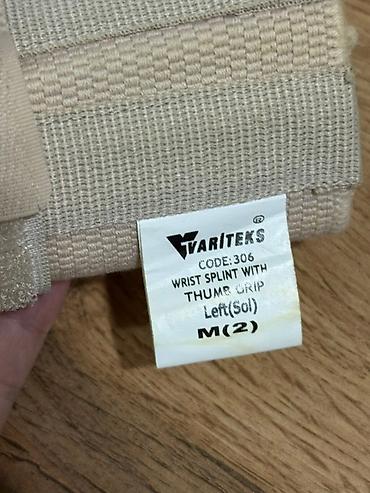 VARITEKS ®
CODE:306
WRIST SPLINT WITH
THUMB GRIP
Left(Sol)
M(2)